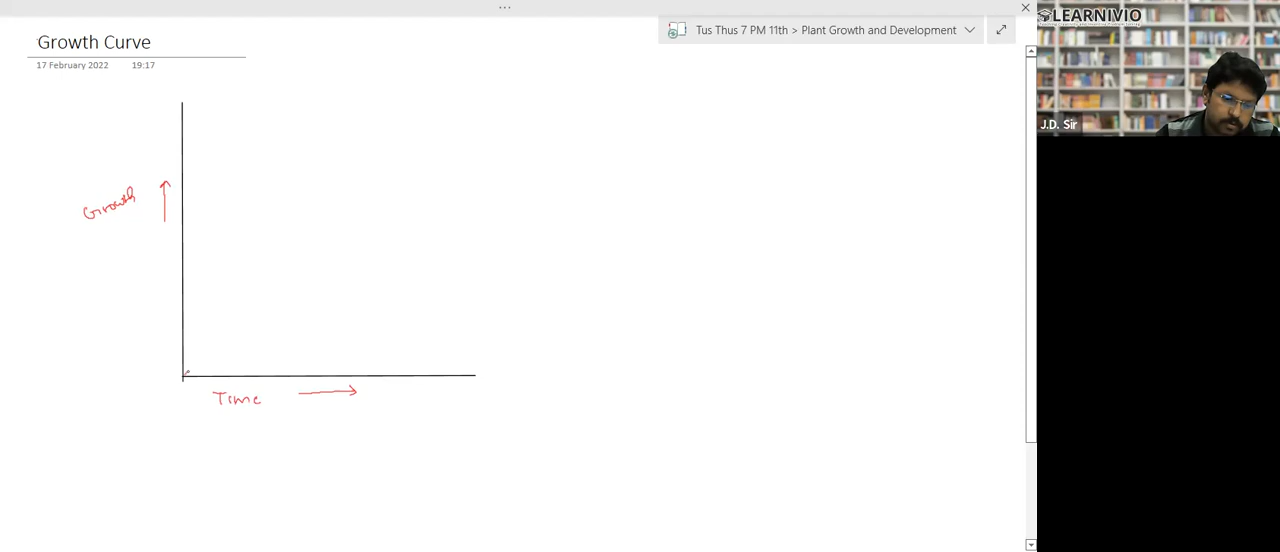 Growth Curve
17 February 2022 19:17
Tus Thus 7 PM 11th > Plant Growth and Development
LEARNIVIO
J.D. Sir
Growth
Time